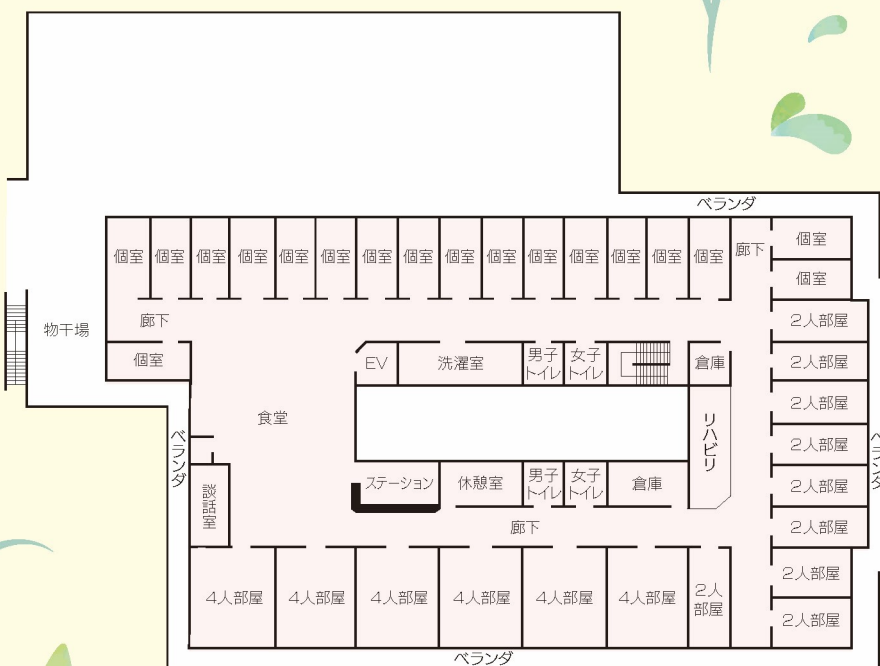 ベランダ
個室 個室 個室 個室 個室 個室 個室 個室 個室 個室 個室 個室 個室 個室 個室 廊下 個室
個室
廊下
物干場
2人部屋
個室
EV
洗濯室
男子
トイレ
女子
トイレ
倉庫
2人部屋
食堂
リハビリ
2人部屋
ベランダ
2人部屋
ベランダ
談話室
ステーション
休憩室
男子
トイレ
女子
トイレ
倉庫
2人部屋
廊下
2人部屋
4人部屋 4人部屋 4人部屋 4人部屋 4人部屋 4人部屋
2人
部屋
2人部屋
2人部屋
ベランダ